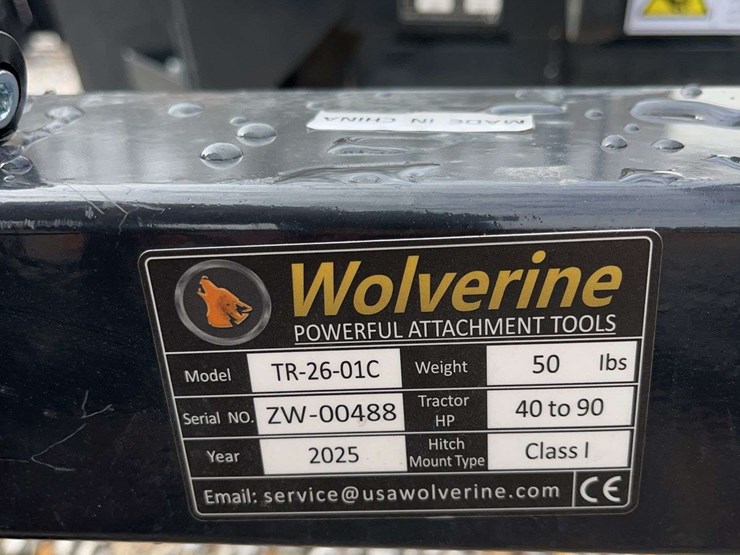 MADE IN CHINA
Wolverine
POWERFUL ATTACHMENT TOOLS
Model TR-26-01C Weight 50 lbs
Serial NO. ZW-00488 Tractor HP 40 to 90
Year 2025 Hitch Mount Type Class I
Email: service@usawolverine.com CE